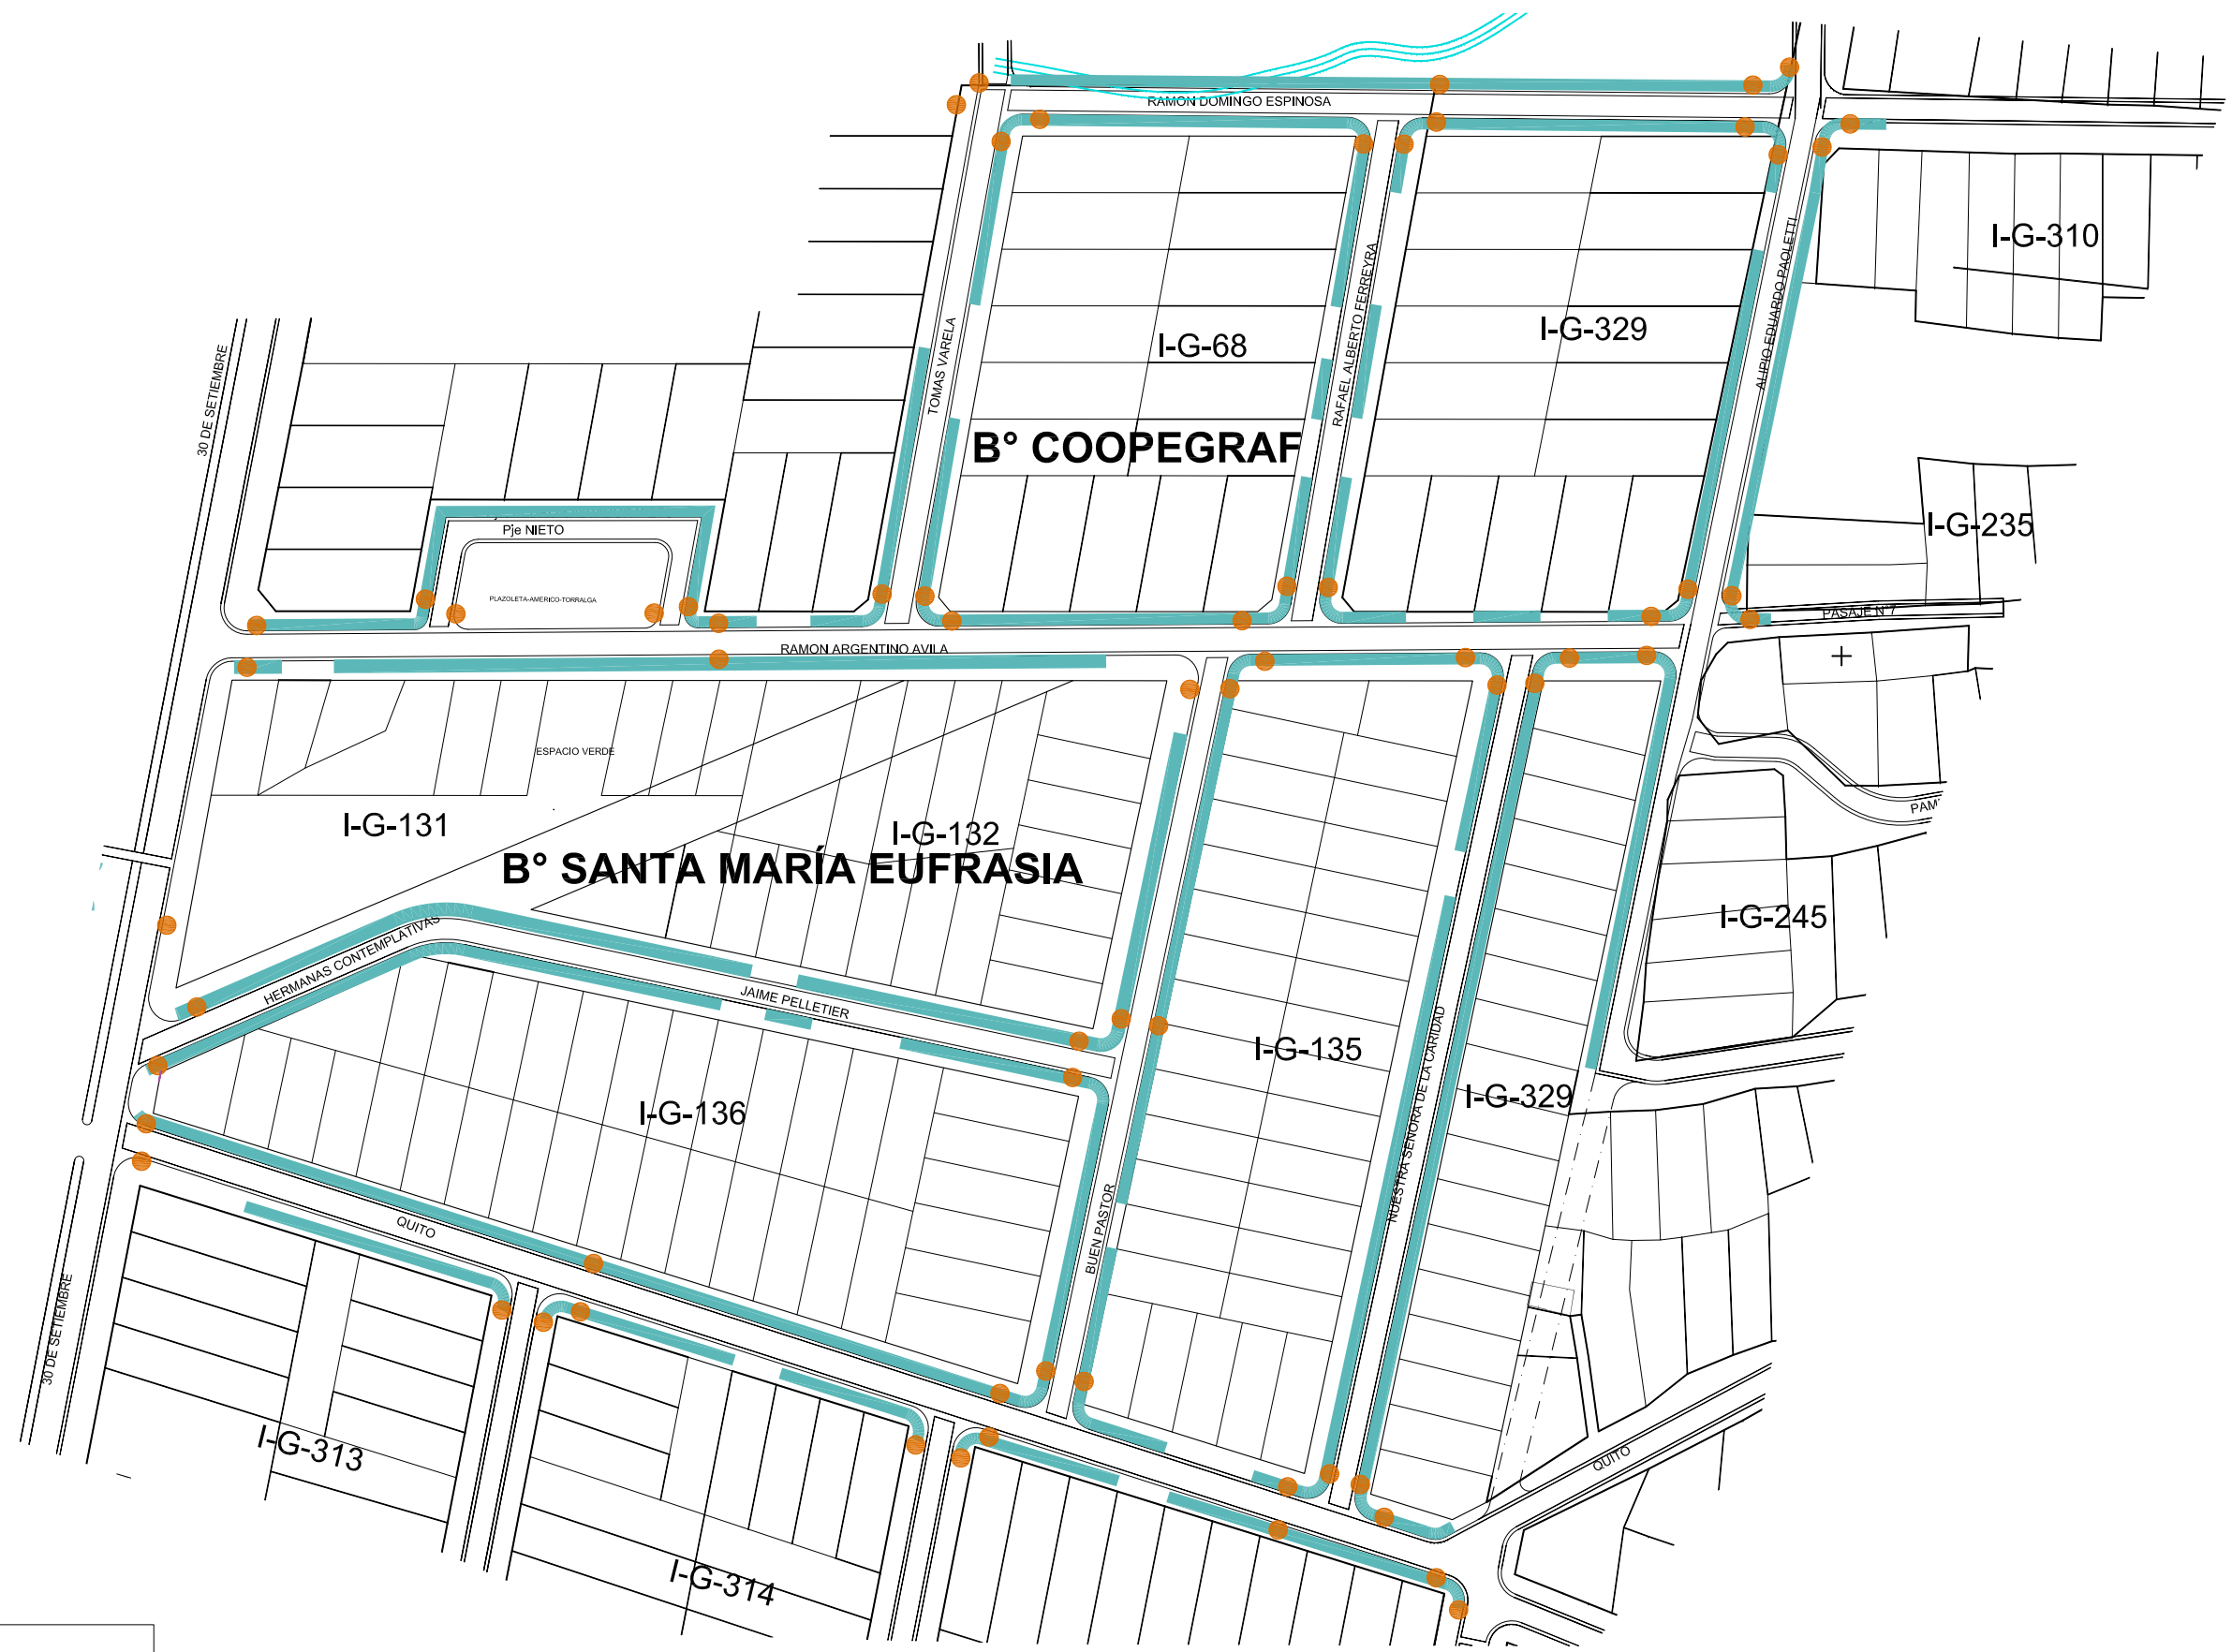 RAMON DOMINGO ESPINOSA
I-G-310
ALIPIO EDUARDO PAOLETTI
RAFAEL ALBERTO FERREYRA
I-G-329
I-G-68
TOMAS VARELA
30 DE SETIEMBRE
B° COOPEGRAF
Pje NIETO
I-G-235
PLAZOLETA-AMERICO-TORRALGA
PASAJE N°7
RAMON ARGENTINO AVILA
ESPACIO VERDE
I-G-131
I-G-132
B° SANTA MARÍA EUFRASIA
I-G-245
HERMANAS CONTEMPLATIVAS
JAIME PELLETIER
I-G-135
NUESTRA SEÑORA DE LA CARIDAD
I-G-329
I-G-136
QUITO
BUEN PASTOR
30 DE SETIEMBRE
I-G-313
QUITO
I-G-314